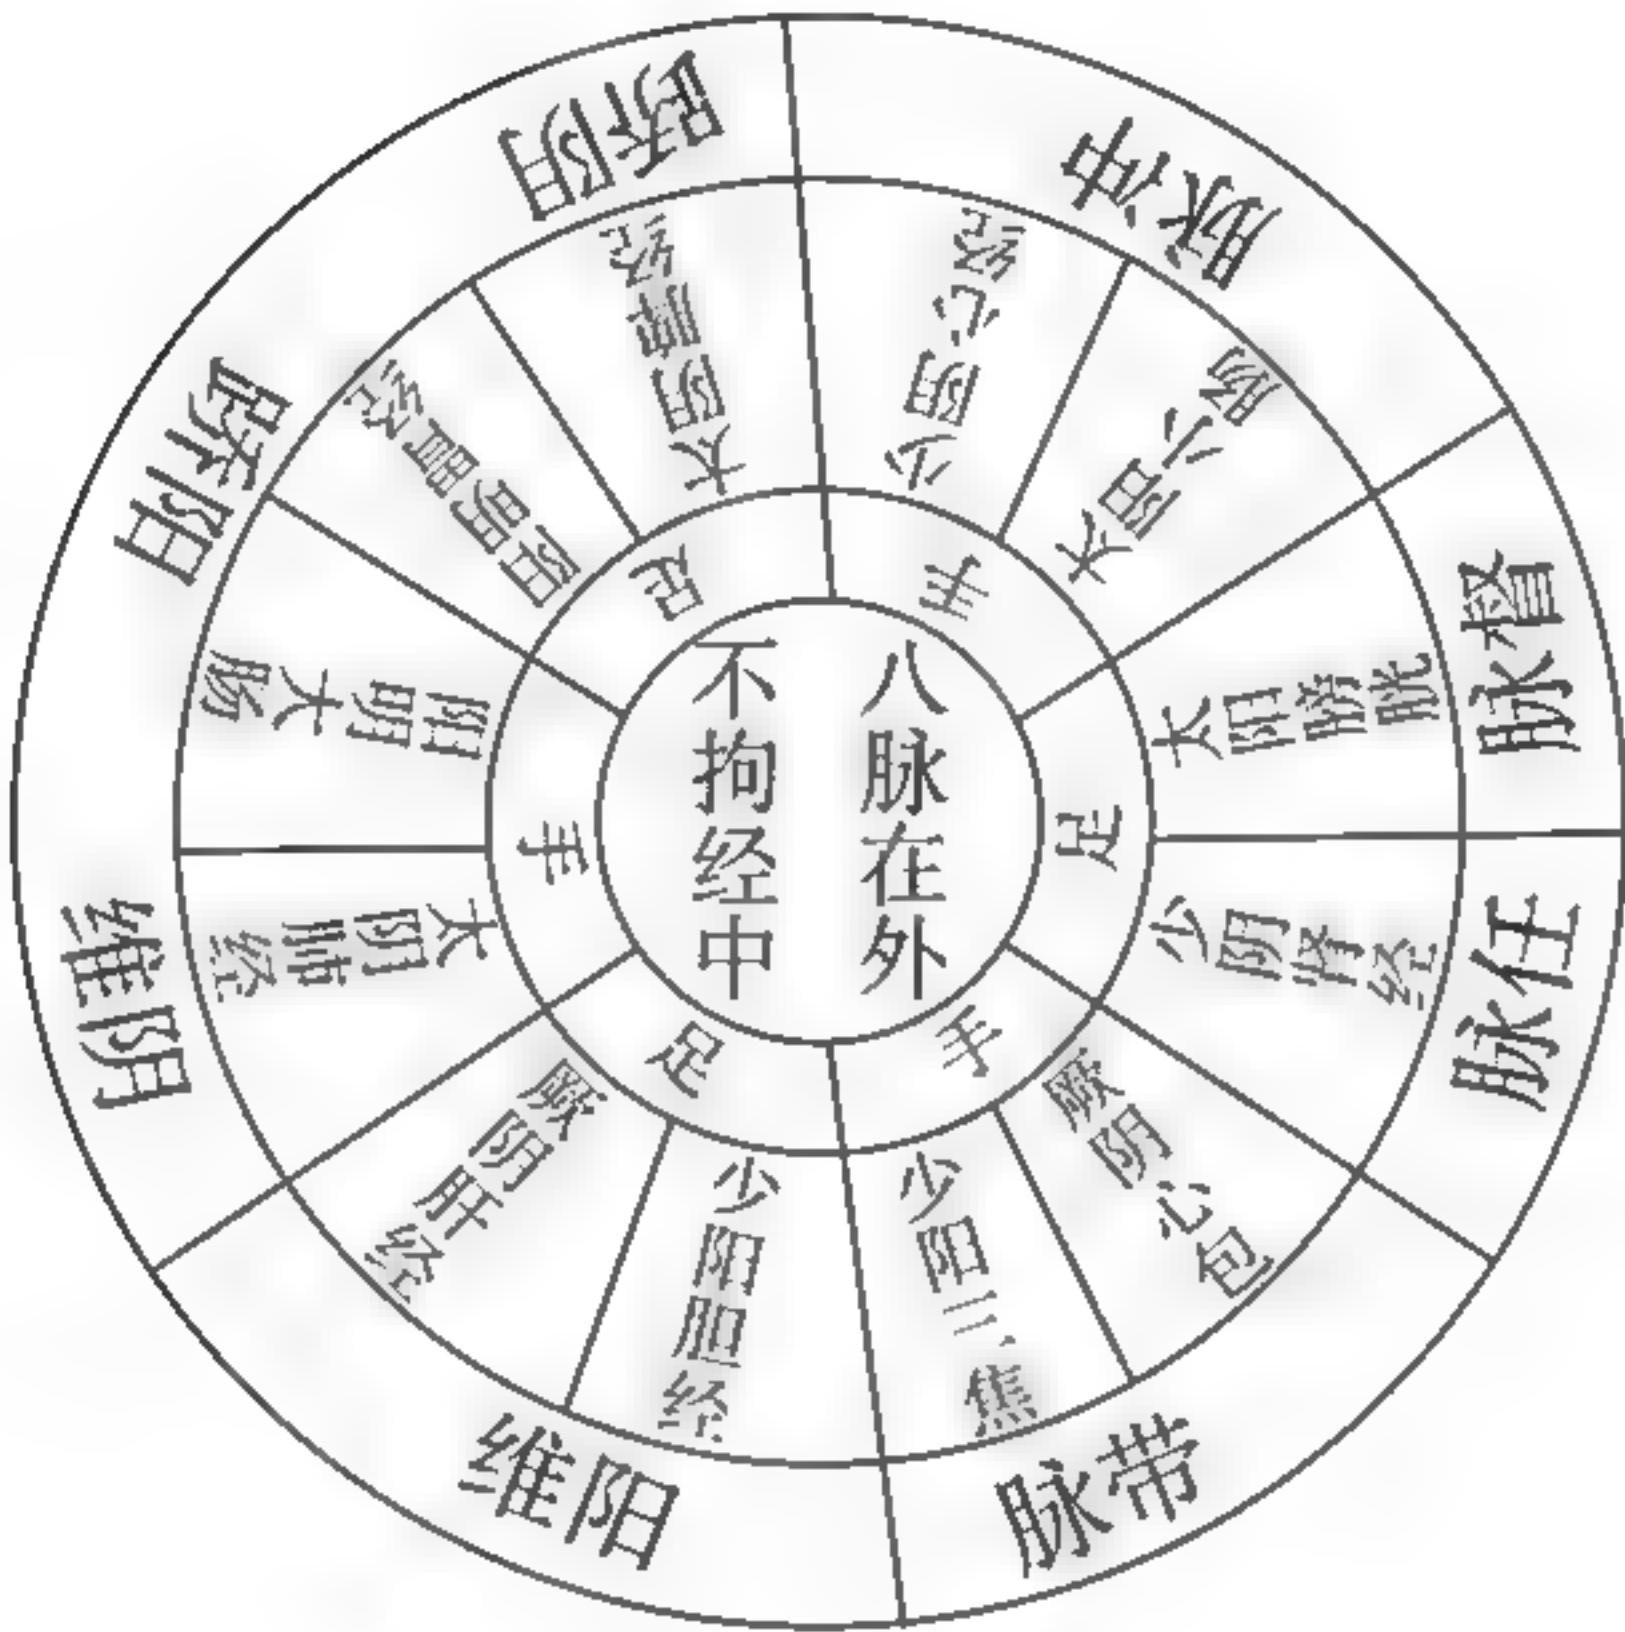 八脉在外
不拘经中
手
足
手
足
手
足
少阴心经
太阳小肠
太阳膀胱
少阴肾经
厥阴心包
少阳三焦
少阳胆经
厥阴肝经
太阴肺经
阳明大肠
阳明胃经
太阴脾经
冲脉
督脉
任脉
带脉
阳维
阴维
阳跷
阴跷